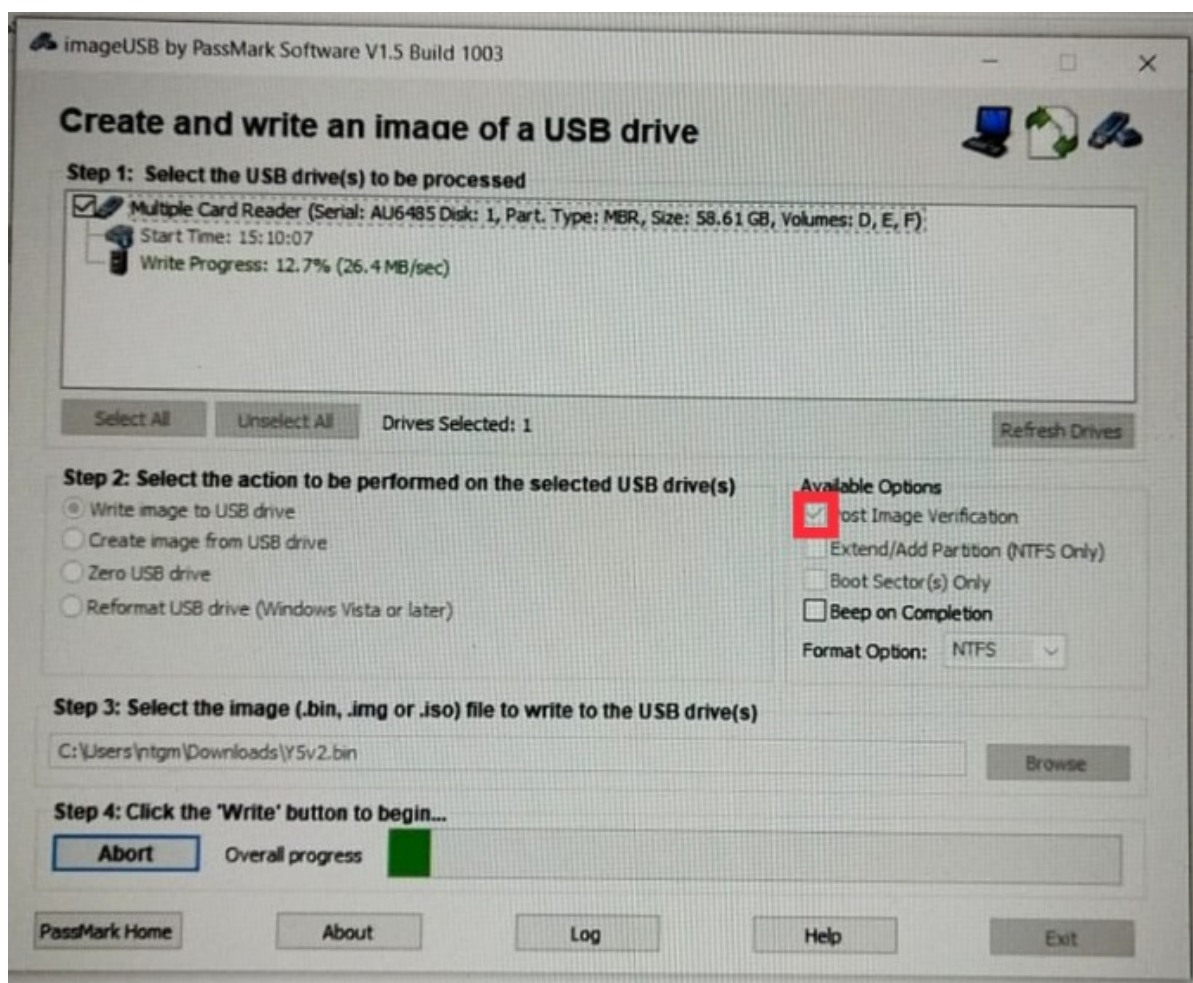 imageUSB by PassMark Software V1.5 Build 1003
Create and write an image of a USB drive
Step 1: Select the USB drive(s) to be processed
Multiple Card Reader (Serial: AU6485 Disk: 1, Part. Type: MBR, Size: 58.61 GB, Volumes: D, E, F)
Start Time: 15:10:07
Write Progress: 12.7% (26.4 MB/sec)
Select All
Unselect All
Drives Selected: 1
Refresh Drives
Step 2: Select the action to be performed on the selected USB drive(s)
Write image to USB drive
Create image from USB drive
Zero USB drive
Reformat USB drive (Windows Vista or later)
Available Options
ost Image Verification
Extend/Add Partition (NTFS Only)
Boot Sector(s) Only
Beep on Completion
Format Option: NTFS
Step 3: Select the image (.bin, .img or .iso) file to write to the USB drive(s)
C:\Users\ntgm\Downloads\Y5v2.bin
Browse
Step 4: Click the 'Write' button to begin...
Abort
Overall progress
PassMark Home
About
Log
Help
Exit